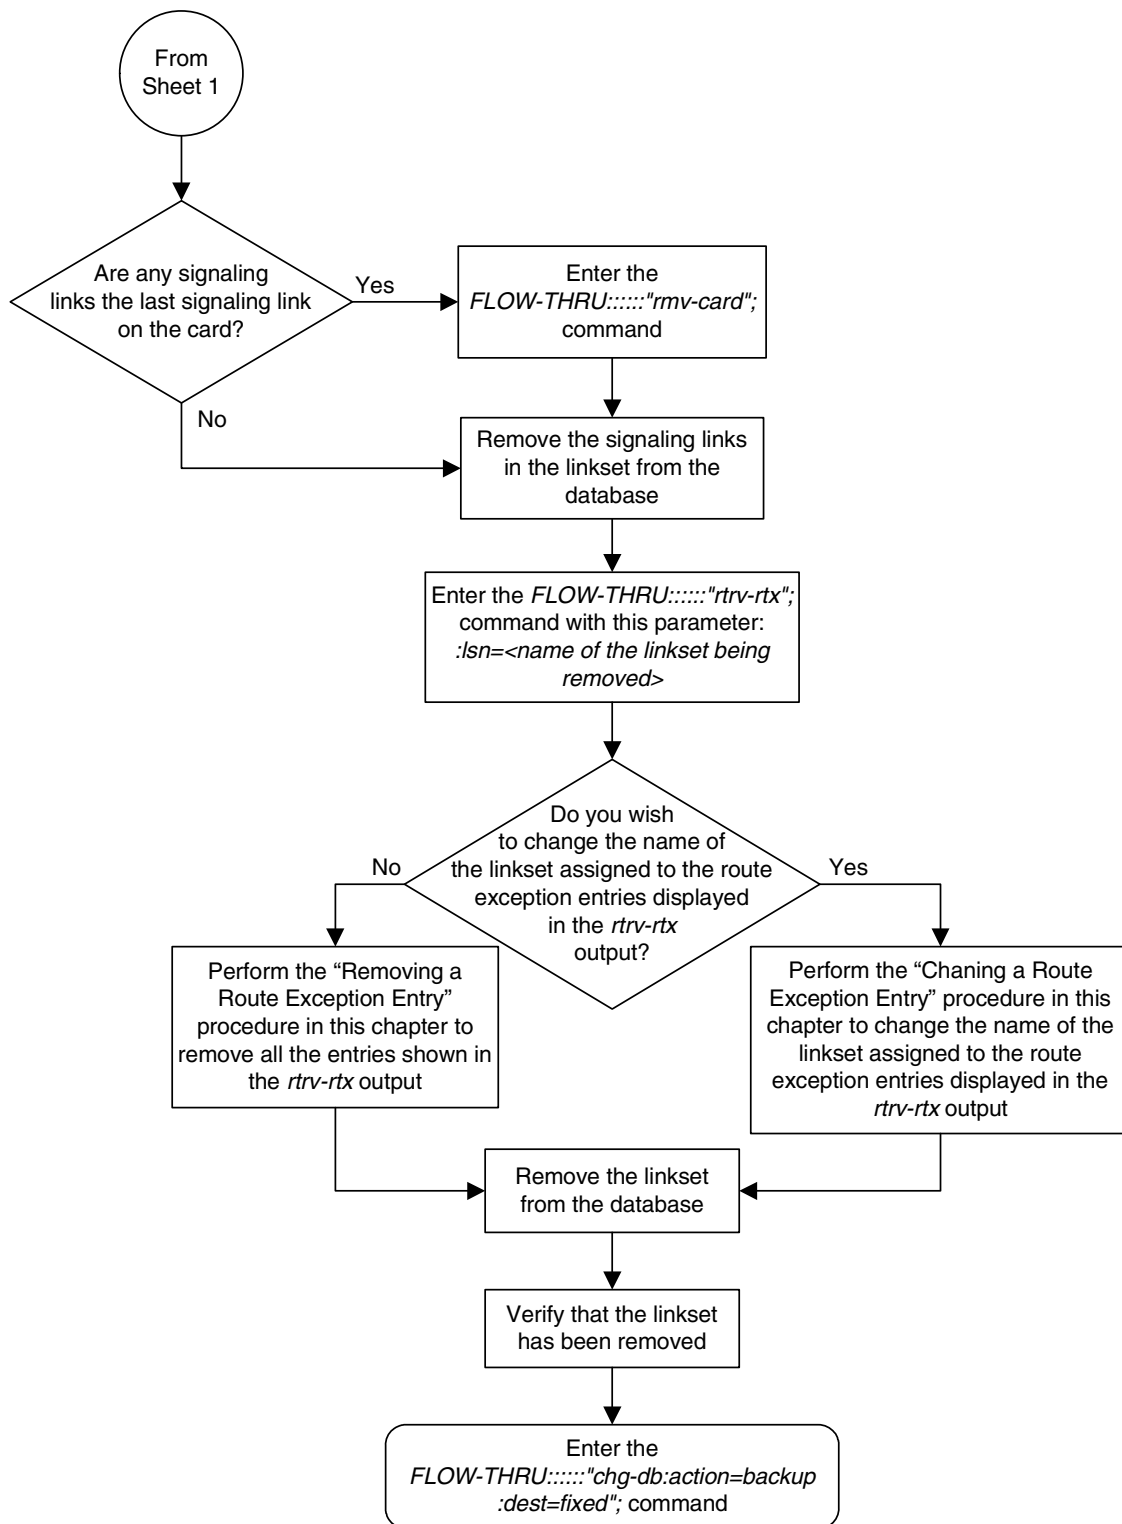 From
Sheet 1
Are any signaling
links the last signaling link
on the card?
Yes
No
Enter the
FLOW-THRU::::::"rmv-card";
command
Remove the signaling links
in the linkset from the
database
Enter the FLOW-THRU::::::"rtrv-rtx";
command with this parameter:
:lsn=<name of the linkset being
removed>
Do you wish
to change the name of
the linkset assigned to the route
exception entries displayed
in the rtrv-rtx
output?
No
Yes
Perform the “Removing a
Route Exception Entry”
procedure in this chapter to
remove all the entries shown in
the rtrv-rtx output
Perform the “Chaning a Route
Exception Entry” procedure in this
chapter to change the name of the
linkset assigned to the route
exception entries displayed in the
rtrv-rtx output
Remove the linkset
from the database
Verify that the linkset
has been removed
Enter the
FLOW-THRU::::::"chg-db:action=backup
:dest=fixed"; command